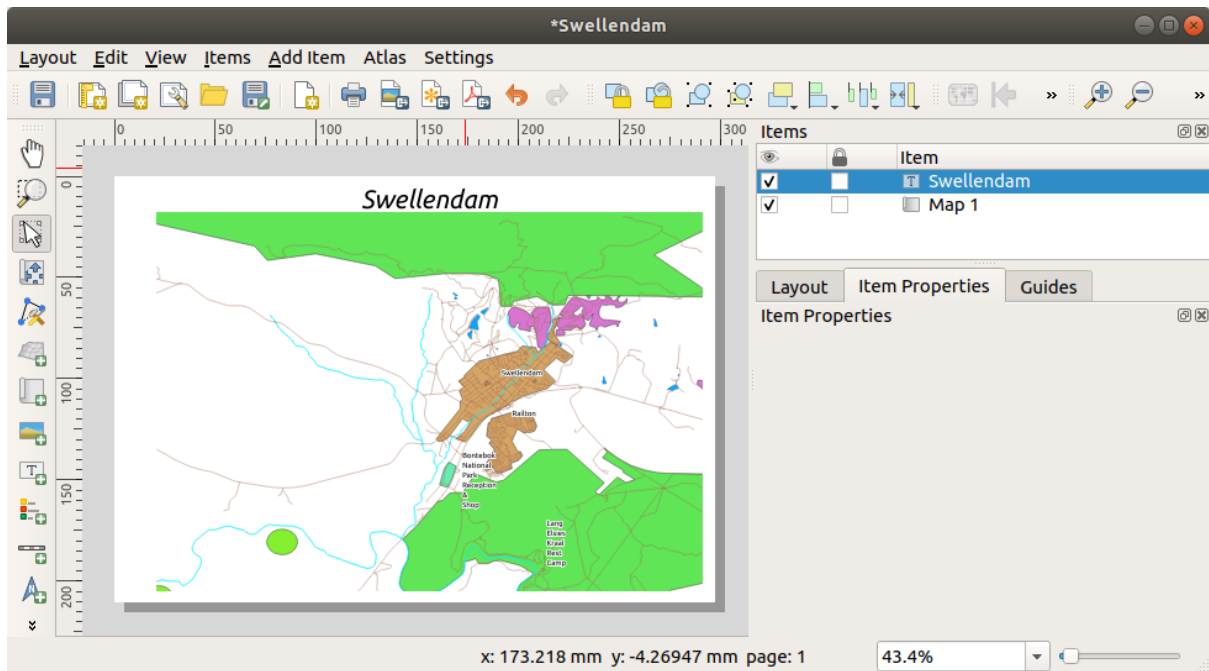 *Swellendam
Layout Edit View Items Add Item Atlas Settings
» »
0 50 100 150 200 250 300
0
50
100
150
200
Swellendam
Swellendam
Railton
Bontebok
National
Park
Reception
&
Shop
Lang
Elsies
Kraal
Rest
Camp
Items
Item
T Swellendam
Map 1
Layout Item Properties Guides
Item Properties
x: 173.218 mm y: -4.26947 mm page: 1 43.4%